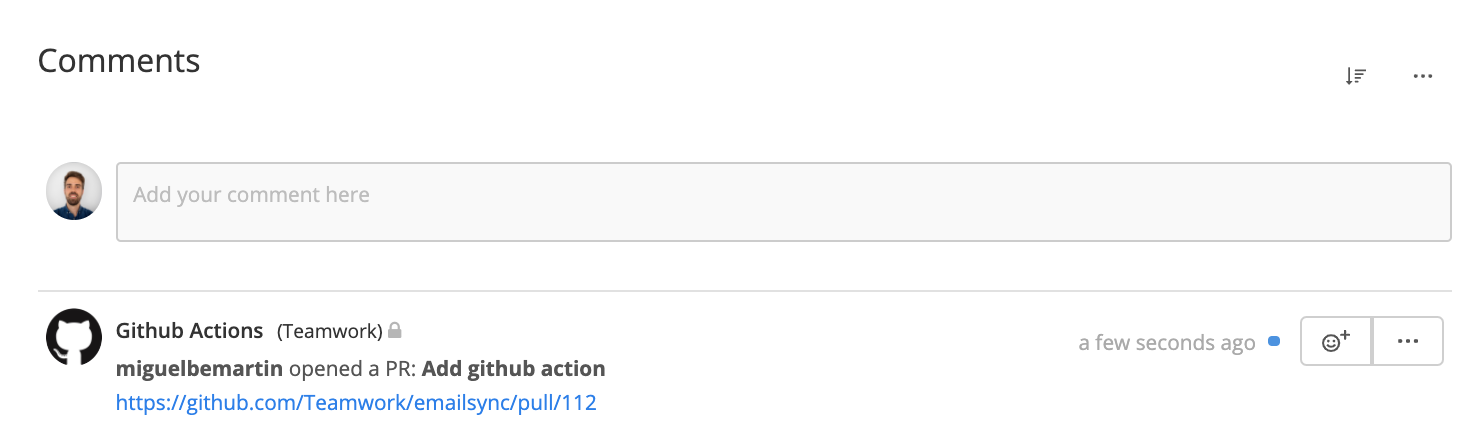 Comments
Add your comment here
Github Actions (Teamwork)
a few seconds ago
miguelbemartin opened a PR: Add github action
https://github.com/Teamwork/emailsync/pull/112